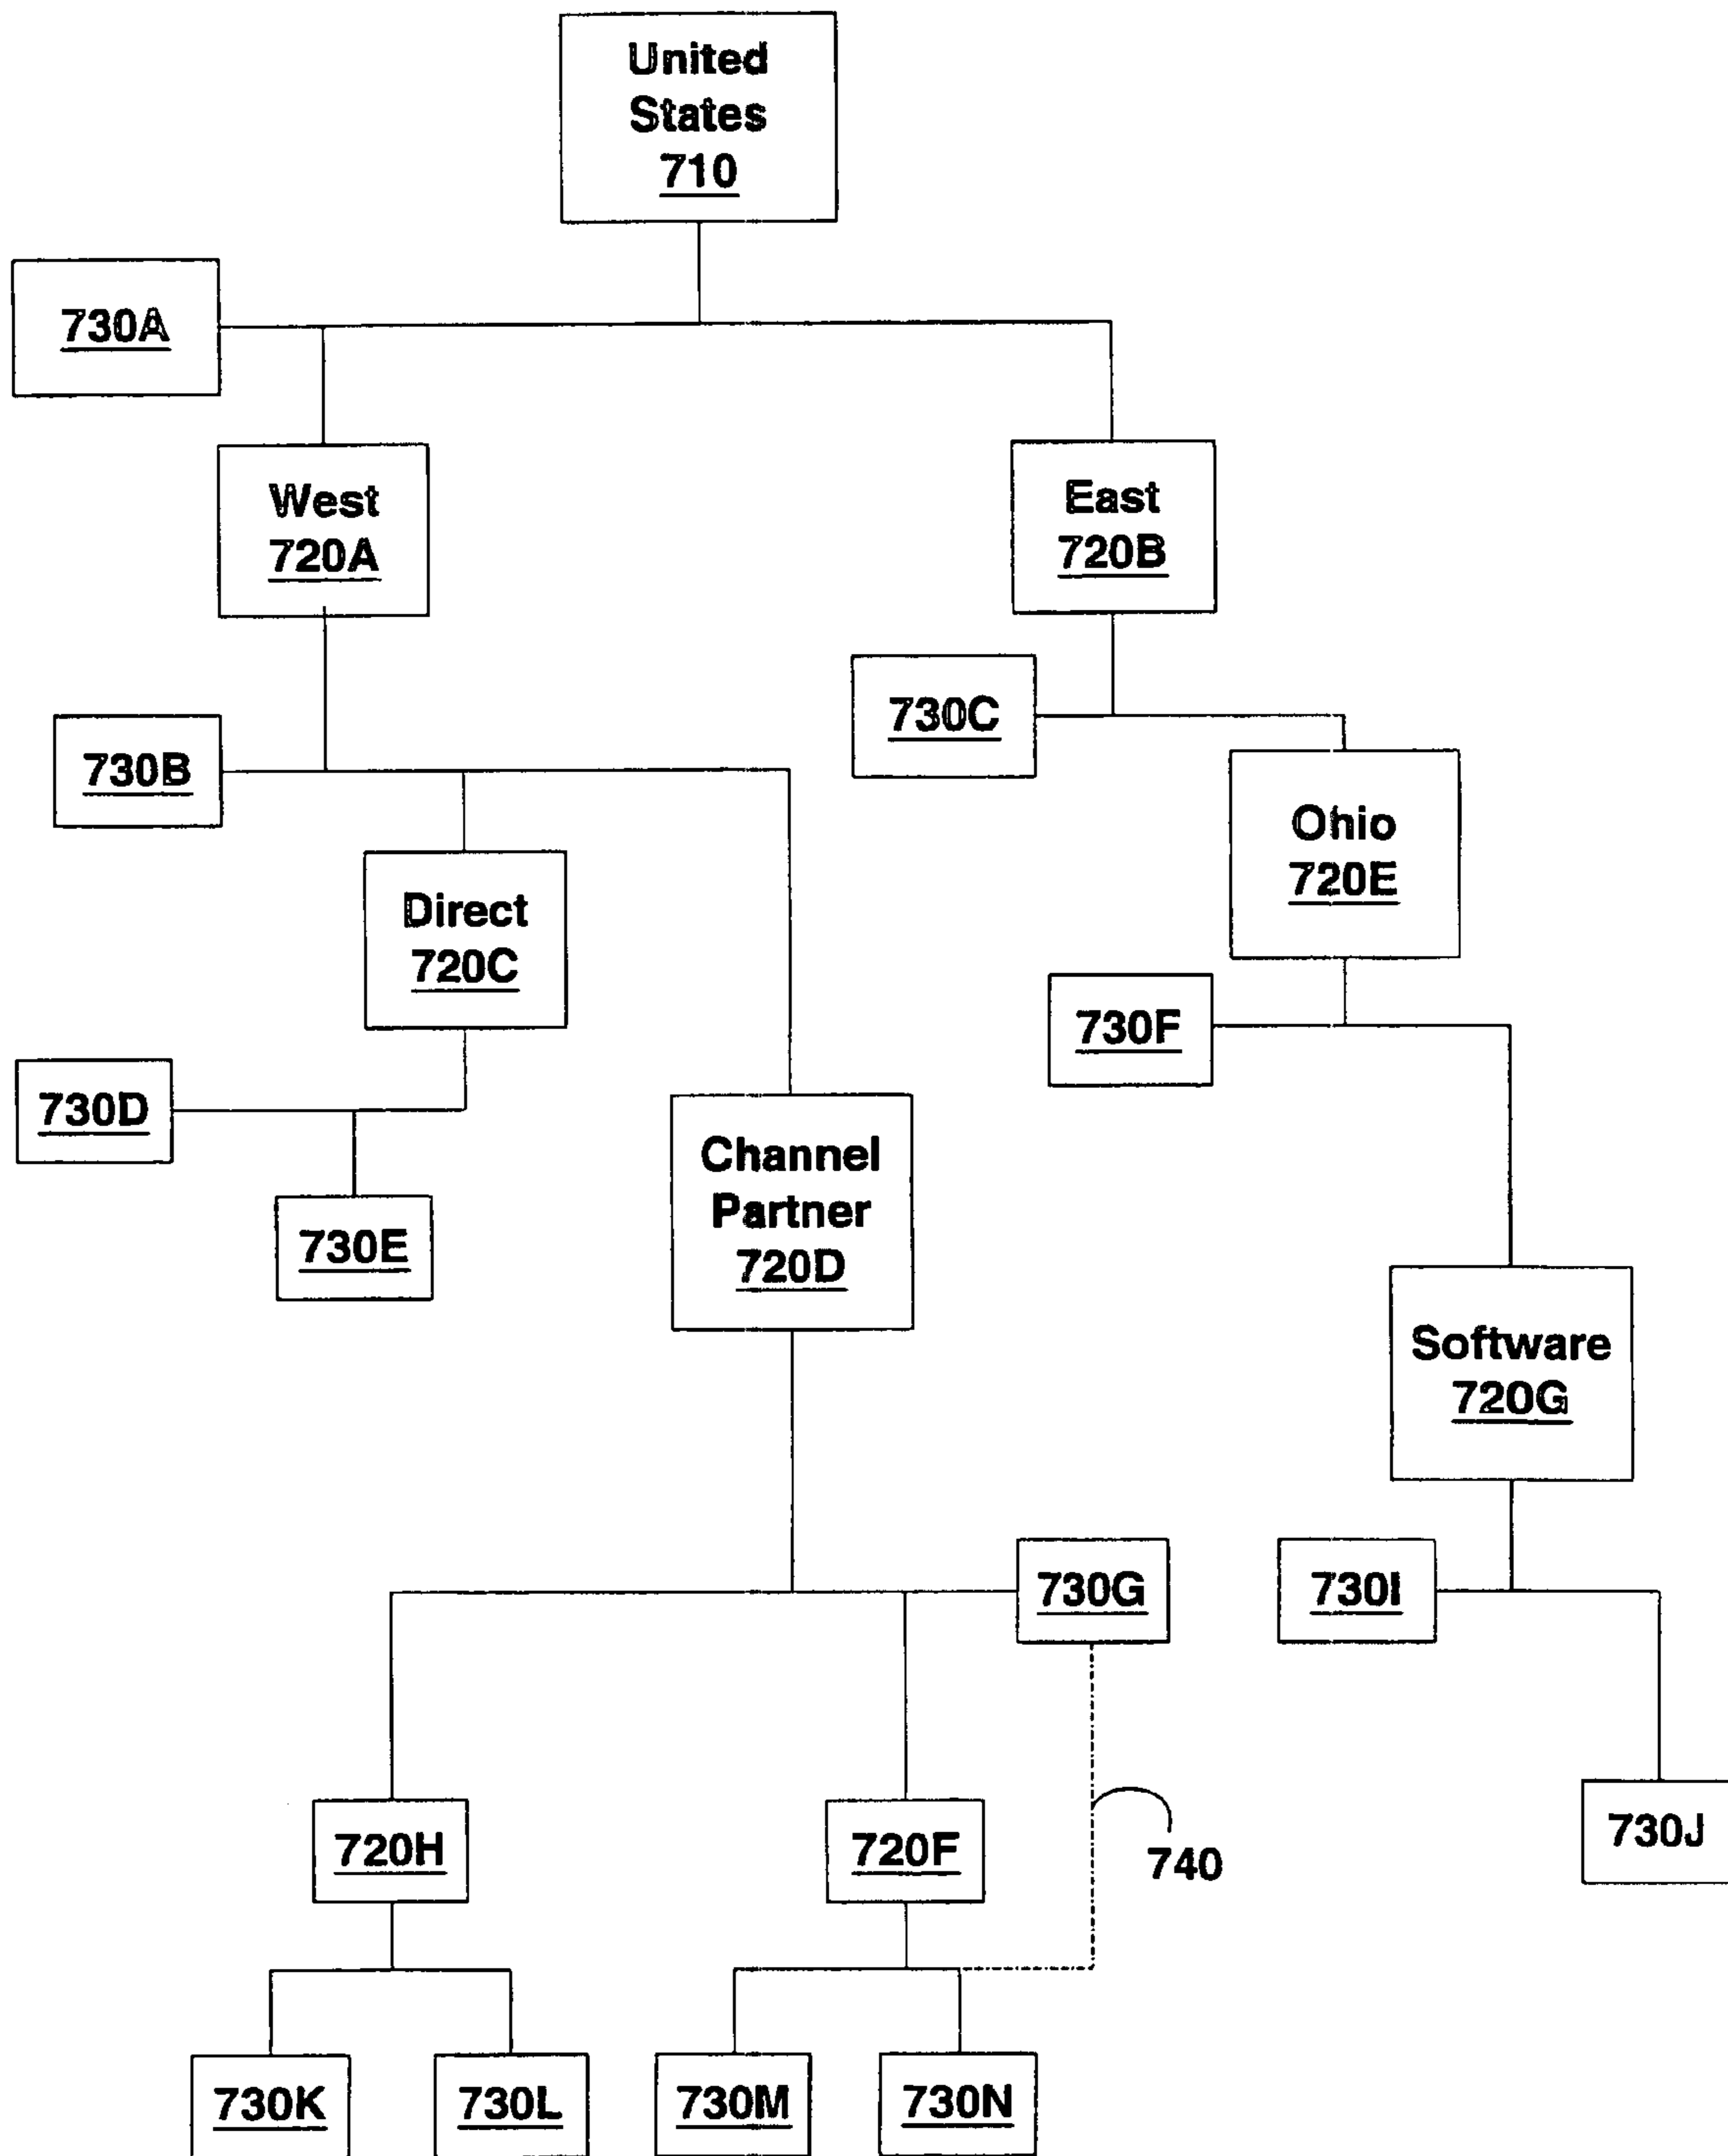 United
States
710
730A
West
720A
East
720B
730C
730B
Ohio
720E
Direct
720C
730F
730D
Channel
Partner
720D
730E
Software
720G
730G
730I
720H
720F
740
730J
730K
730L
730M
730N